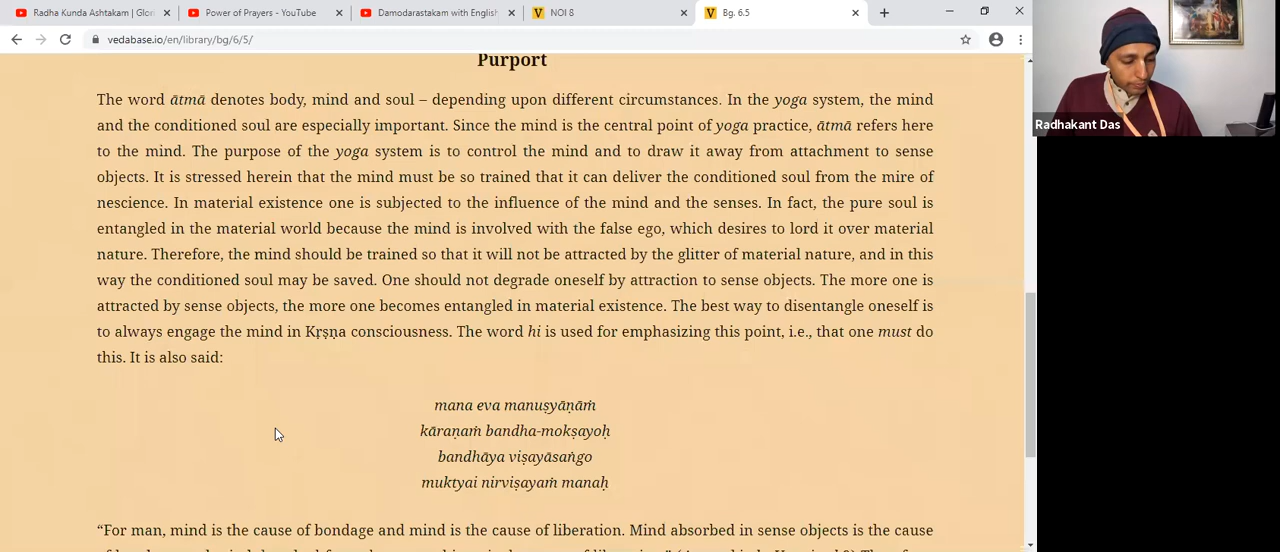 Radha Kunda Ashtakam | Glori
Power of Prayers - YouTube
Damodarastakam with English
NOI 8
Bg. 6.5
vedabase.io/en/library/bg/6/5/
Purport
The word ātmā denotes body, mind and soul – depending upon different circumstances. In the yoga system, the mind
and the conditioned soul are especially important. Since the mind is the central point of yoga practice, ātmā refers here
to the mind. The purpose of the yoga system is to control the mind and to draw it away from attachment to sense
objects. It is stressed herein that the mind must be so trained that it can deliver the conditioned soul from the mire of
nescience. In material existence one is subjected to the influence of the mind and the senses. In fact, the pure soul is
entangled in the material world because the mind is involved with the false ego, which desires to lord it over material
nature. Therefore, the mind should be trained so that it will not be attracted by the glitter of material nature, and in this
way the conditioned soul may be saved. One should not degrade oneself by attraction to sense objects. The more one is
attracted by sense objects, the more one becomes entangled in material existence. The best way to disentangle oneself is
to always engage the mind in Kṛṣṇa consciousness. The word hi is used for emphasizing this point, i.e., that one must do
this. It is also said:
mana eva manuṣyāṇāṁ
kāraṇaṁ bandha-mokṣayoḥ
bandhāya viṣayāsaṅgo
muktyai nirviṣayaṁ manaḥ
“For man, mind is the cause of bondage and mind is the cause of liberation. Mind absorbed in sense objects is the cause
Radhakant Das